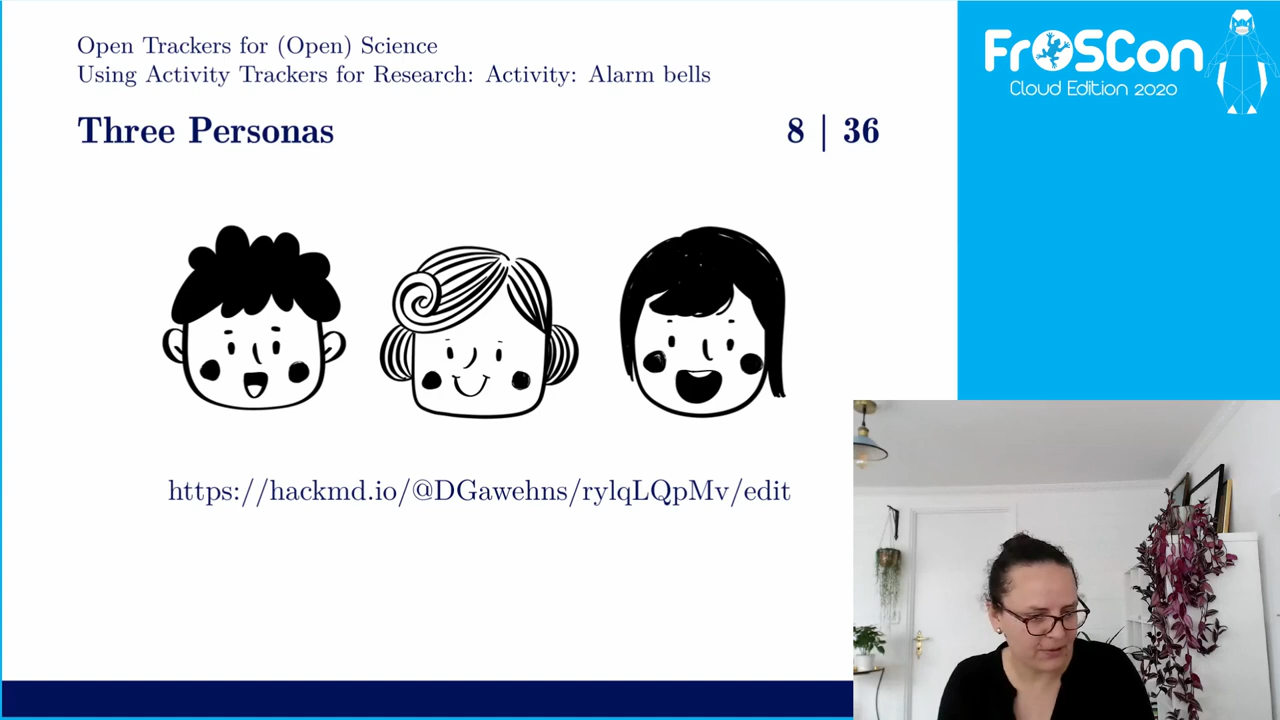 Open Trackers for (Open) Science
Using Activity Trackers for Research: Activity: Alarm bells
Three Personas
8 | 36
https://hackmd.io/@DGawehns/rylqLQpMv/edit
FrOSCon
Cloud Edition 2020